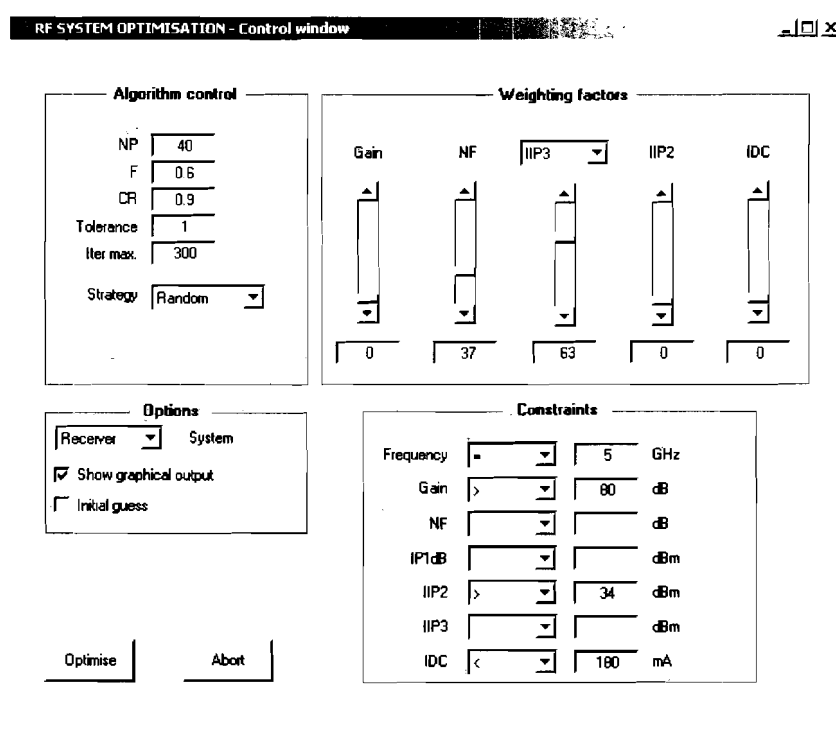 RF SYSTEM OPTIMISATION - Control window
Algorithm control
NP 40
F 0.6
CR 0.9
Tolerance 1
Iter max. 300
Strategy Random
Weighting factors
Gain NF IIP3 IIP2 IDC
0 37 63 0 0
Options
Receiver System
Show graphical output
Initial guess
Optimise Abort
Constraints
Frequency = 5 GHz
Gain > 80 dB
NF dB
IP1dB dBm
IIP2 > 34 dBm
IIP3 dBm
IDC < 180 mA